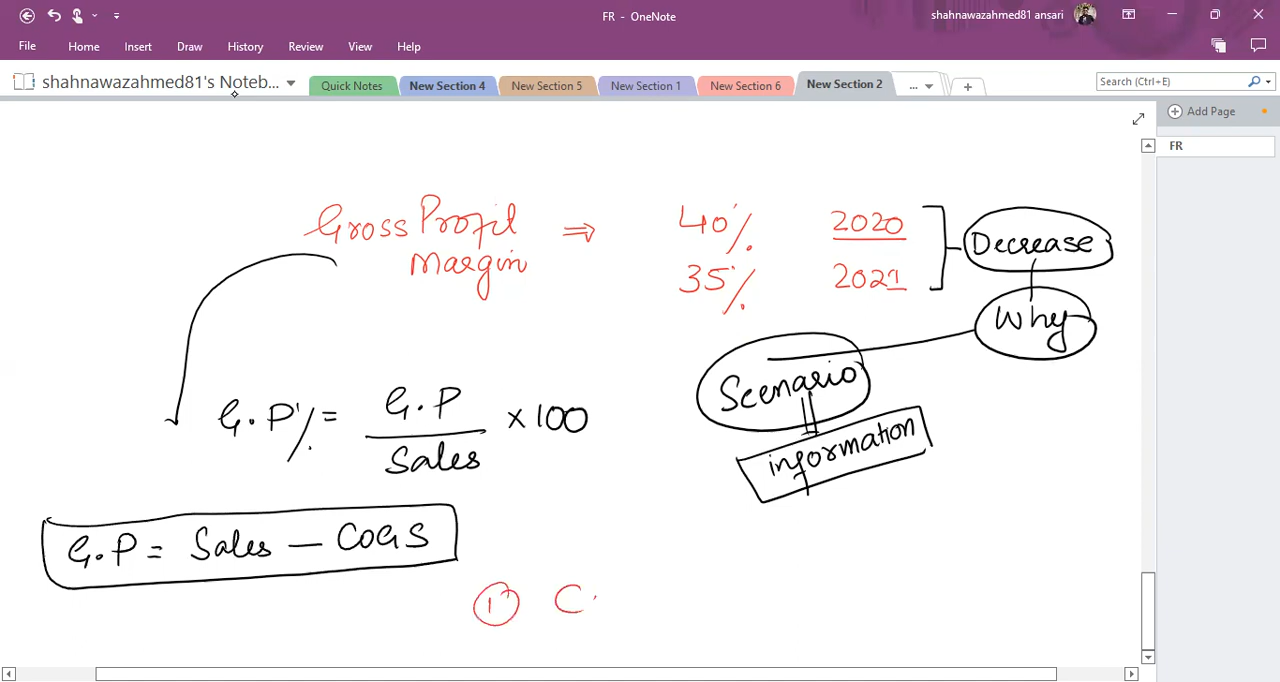 FR - OneNote
shahnawazahmed81 ansari
File Home Insert Draw History Review View Help
shahnawazahmed81's Noteb...
Quick Notes New Section 4 New Section 5 New Section 1 New Section 6 New Section 2 ...
Search (Ctrl+E)
Add Page
FR
Gross Profit ⇒ 40% 2020
Margin 35% 2021
Decrease
Why
Scenario
information
G.P% = G.P / Sales × 100
G.P = Sales — COGS
① C